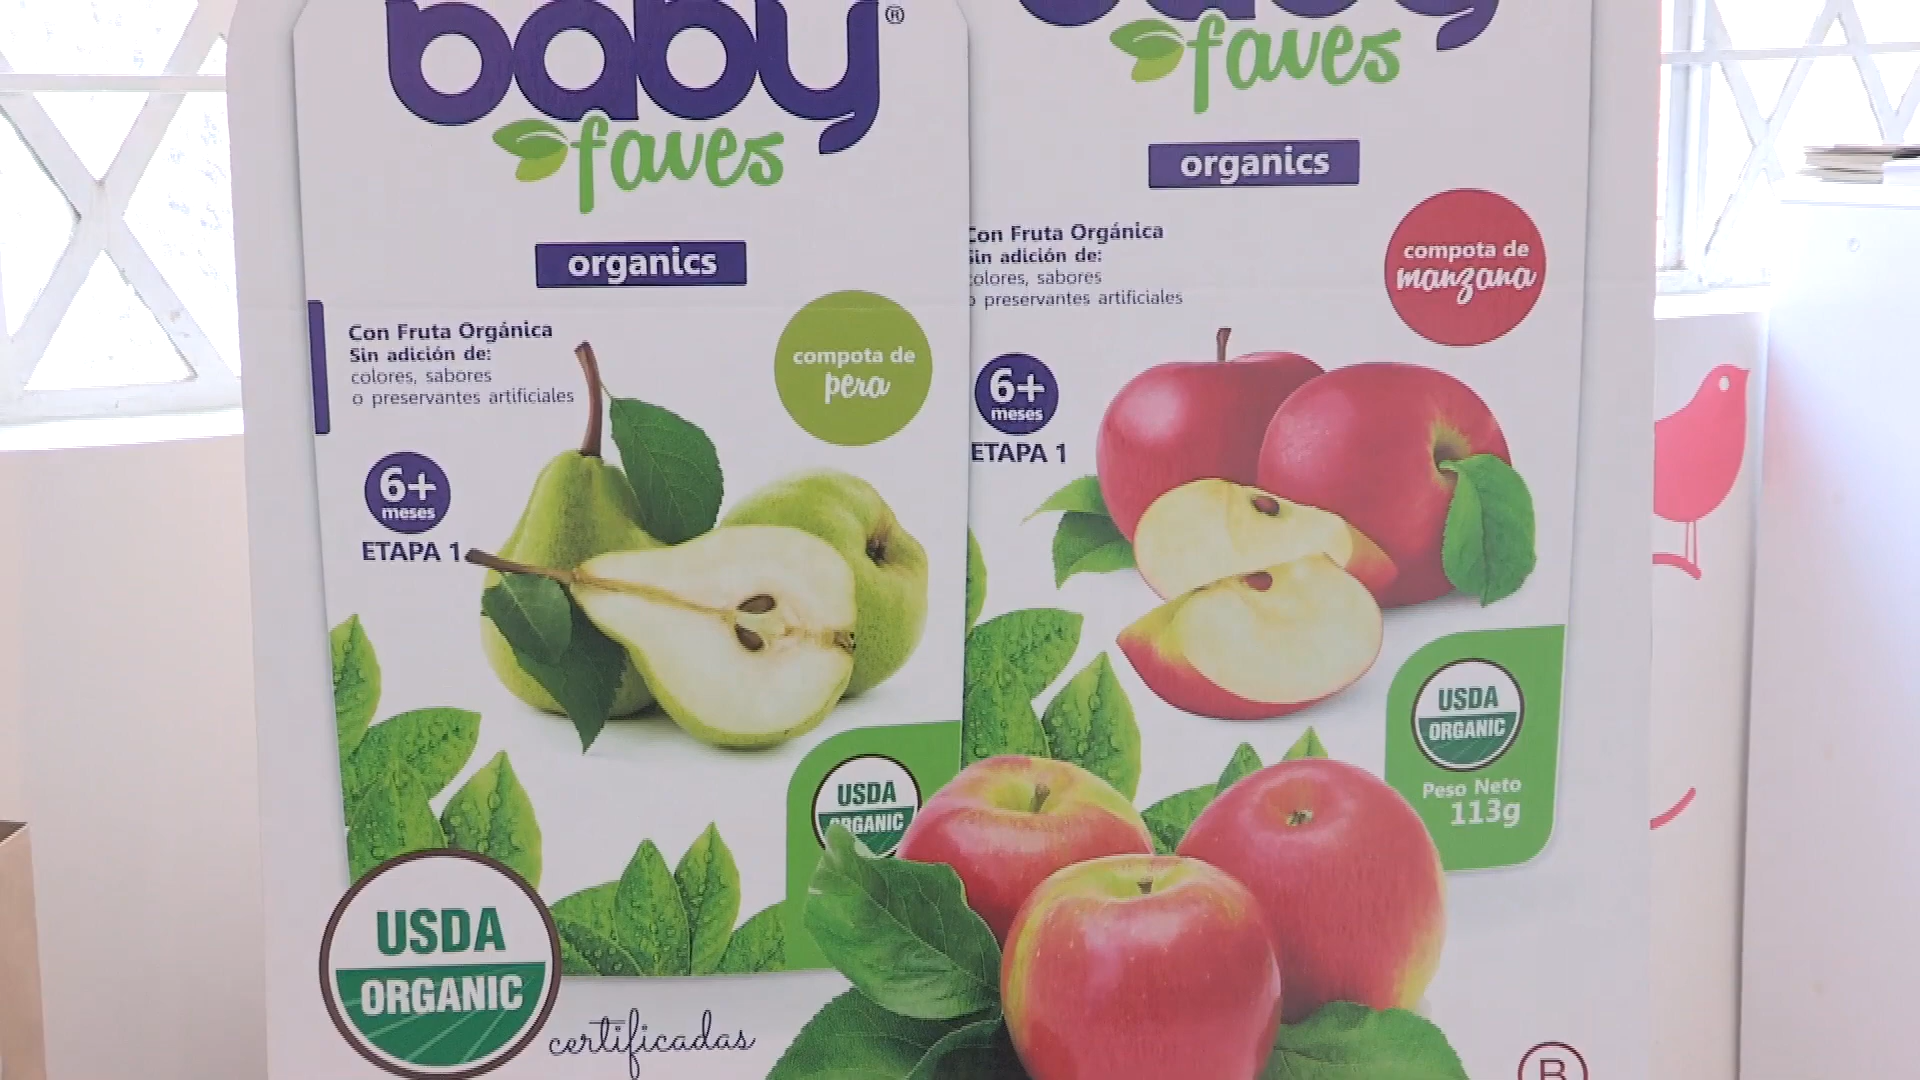 baby®
faves
organics
Con Fruta Orgánica
Sin adición de:
colores, sabores
o preservantes artificiales
compota de
pera
6+
meses
ETAPA 1
USDA
ORGANIC
USDA
ORGANIC
certificadas
baby
faves
organics
Con Fruta Orgánica
Sin adición de:
colores, sabores
o preservantes artificiales
compota de
manzana
6+
meses
ETAPA 1
USDA
ORGANIC
Peso Neto
113g
B